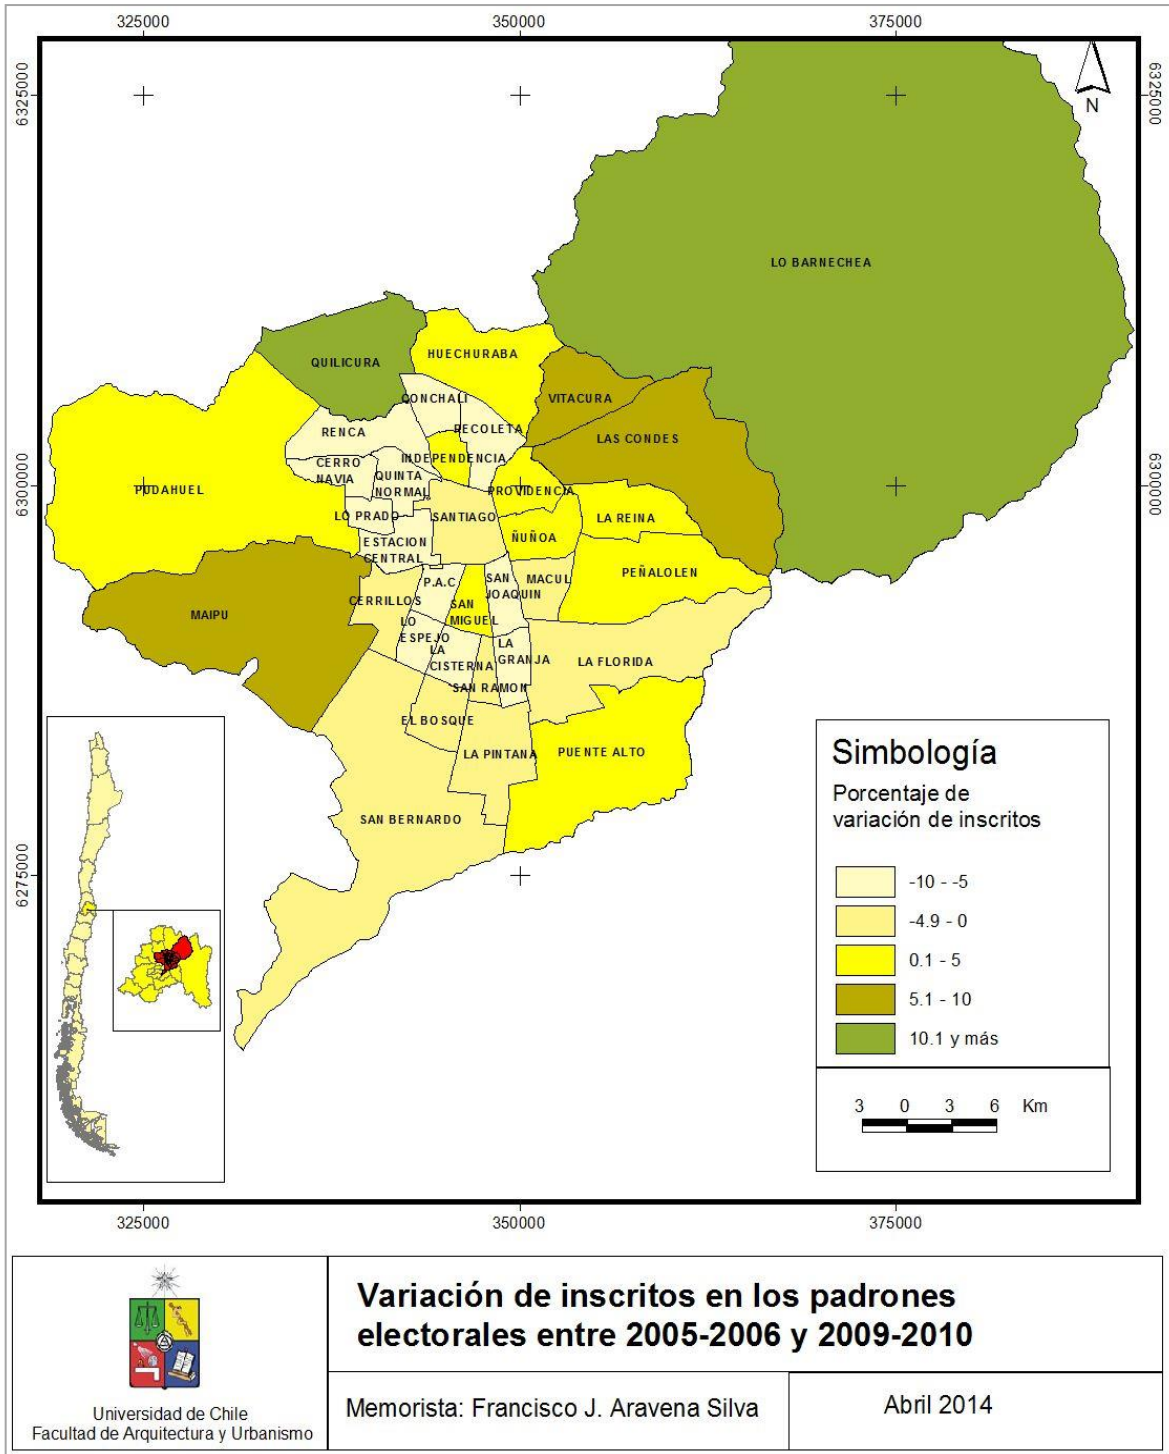 325000
350000
375000
6325000
6325000
N
LO BARNECHEA
QUILICURA
HUECHURABA
CONCHALI
VITACURA
RECOLETA
RENCA
LAS CONDES
INDEPENDENCIA
CERRO
NAVIA
QUINTA
NORMAL
PUDAHUEL
PROVIDENCIA
6300000
6300000
LO PRADO
SANTIAGO
LA REINA
ÑUÑOA
ESTACION
CENTRAL
PEÑALOLEN
P.A.C
SAN
JOAQUIN
MACUL
CERRILLOS
SAN
MIGUEL
MAIPU
LO
ESPEJO
LA
CISTERNA
LA
GRANJA
LA FLORIDA
SAN RAMON
EL BOSQUE
LA PINTANA
PUENTE ALTO
SAN BERNARDO
6275000
Simbología
Porcentaje de
variación de inscritos
-10 - -5
-4.9 - 0
0.1 - 5
5.1 - 10
10.1 y más
3 0 3 6 Km
325000
350000
375000
Universidad de Chile
Facultad de Arquitectura y Urbanismo
Variación de inscritos en los padrones
electorales entre 2005-2006 y 2009-2010
Memorista: Francisco J. Aravena Silva
Abril 2014